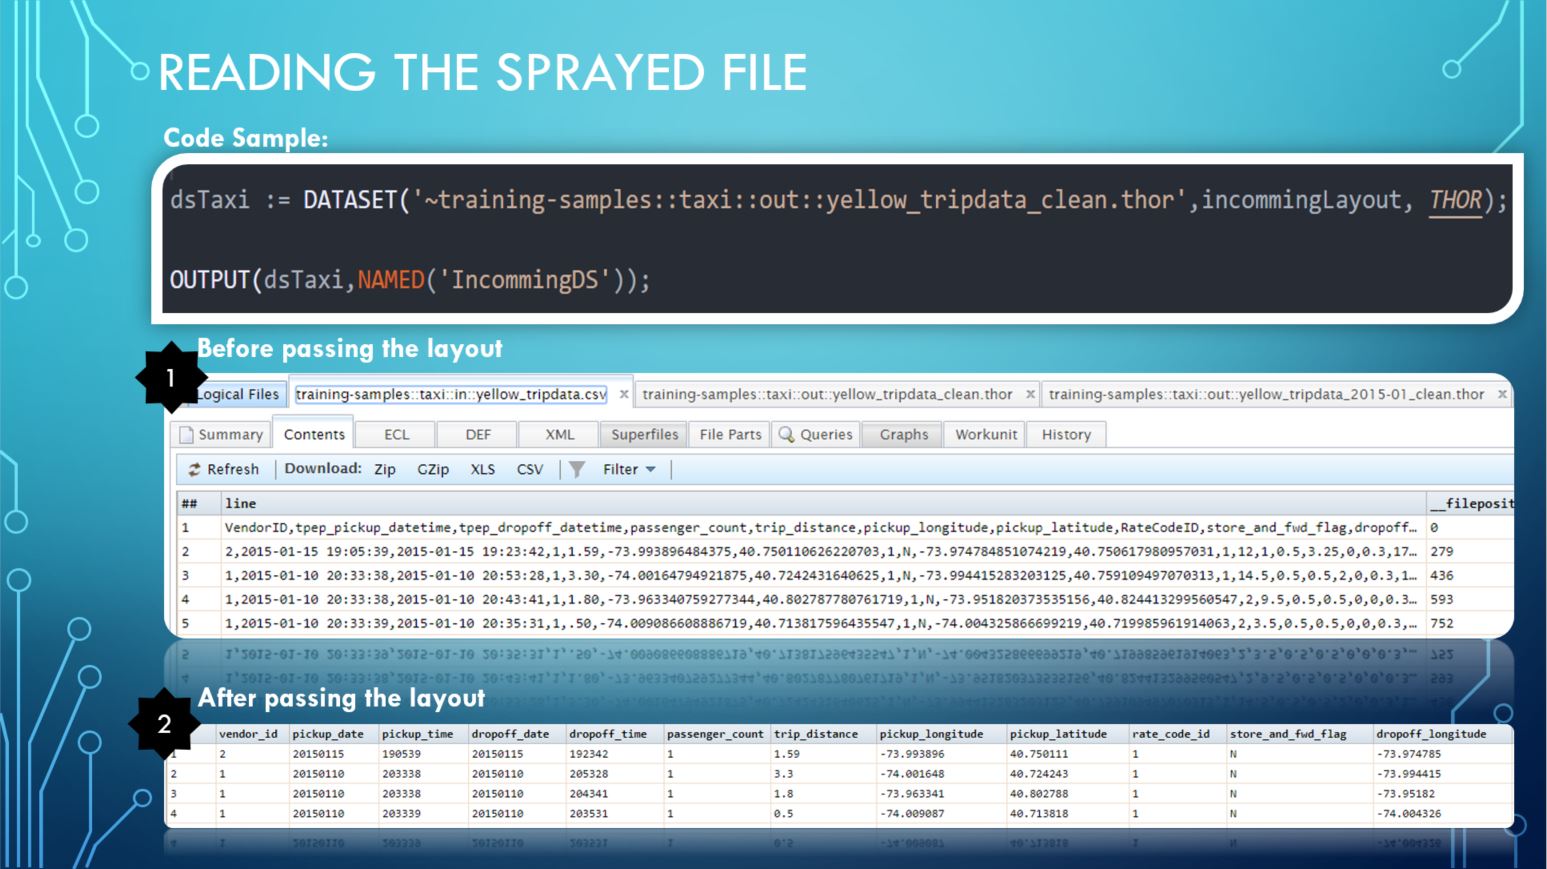 READING THE SPRAYED FILE
Code Sample:
dsTaxi := DATASET('~training-samples::taxi::out::yellow_tripdata_clean.thor',incommingLayout, THOR);
OUTPUT(dsTaxi,NAMED('IncommingDS'));
Before passing the layout
1
Logical Files training-samples::taxi::in::yellow_tripdata.csv × training-samples::taxi::out::yellow_tripdata_clean.thor × training-samples::taxi::out::yellow_tripdata_2015-01_clean.thor ×
Summary Contents ECL DEF XML Superfiles File Parts Queries Graphs Workunit History
Refresh Download: Zip GZip XLS CSV Filter
## line __fileposit
1 VendorID,tpep_pickup_datetime,tpep_dropoff_datetime,passenger_count,trip_distance,pickup_longitude,pickup_latitude,RateCodeID,store_and_fwd_flag,dropoff… 0
2 2,2015-01-15 19:05:39,2015-01-15 19:23:42,1,1.59,-73.993896484375,40.750110626220703,1,N,-73.974784851074219,40.750617980957031,1,12,1,0.5,3.25,0,0.3,17… 279
3 1,2015-01-10 20:33:38,2015-01-10 20:53:28,1,3.30,-74.00164794921875,40.7242431640625,1,N,-73.994415283203125,40.759109497070313,1,14.5,0.5,0.5,2,0,0.3,1… 436
4 1,2015-01-10 20:33:38,2015-01-10 20:43:41,1,1.80,-73.963340759277344,40.802787780761719,1,N,-73.951820373535156,40.824413299560547,2,9.5,0.5,0.5,0,0,0.3… 593
5 1,2015-01-10 20:33:39,2015-01-10 20:35:31,1,.50,-74.009086608886719,40.713817596435547,1,N,-74.004325866699219,40.719985961914063,2,3.5,0.5,0.5,0,0,0.3,… 752
After passing the layout
2
vendor_id pickup_date pickup_time dropoff_date dropoff_time passenger_count trip_distance pickup_longitude pickup_latitude rate_code_id store_and_fwd_flag dropoff_longitude
1 2 20150115 190539 20150115 192342 1 1.59 -73.993896 40.750111 1 N -73.974785
2 1 20150110 203338 20150110 205328 1 3.3 -74.001648 40.724243 1 N -73.994415
3 1 20150110 203338 20150110 204341 1 1.8 -73.963341 40.802788 1 N -73.95182
4 1 20150110 203339 20150110 203531 1 0.5 -74.009087 40.713818 1 N -74.004326